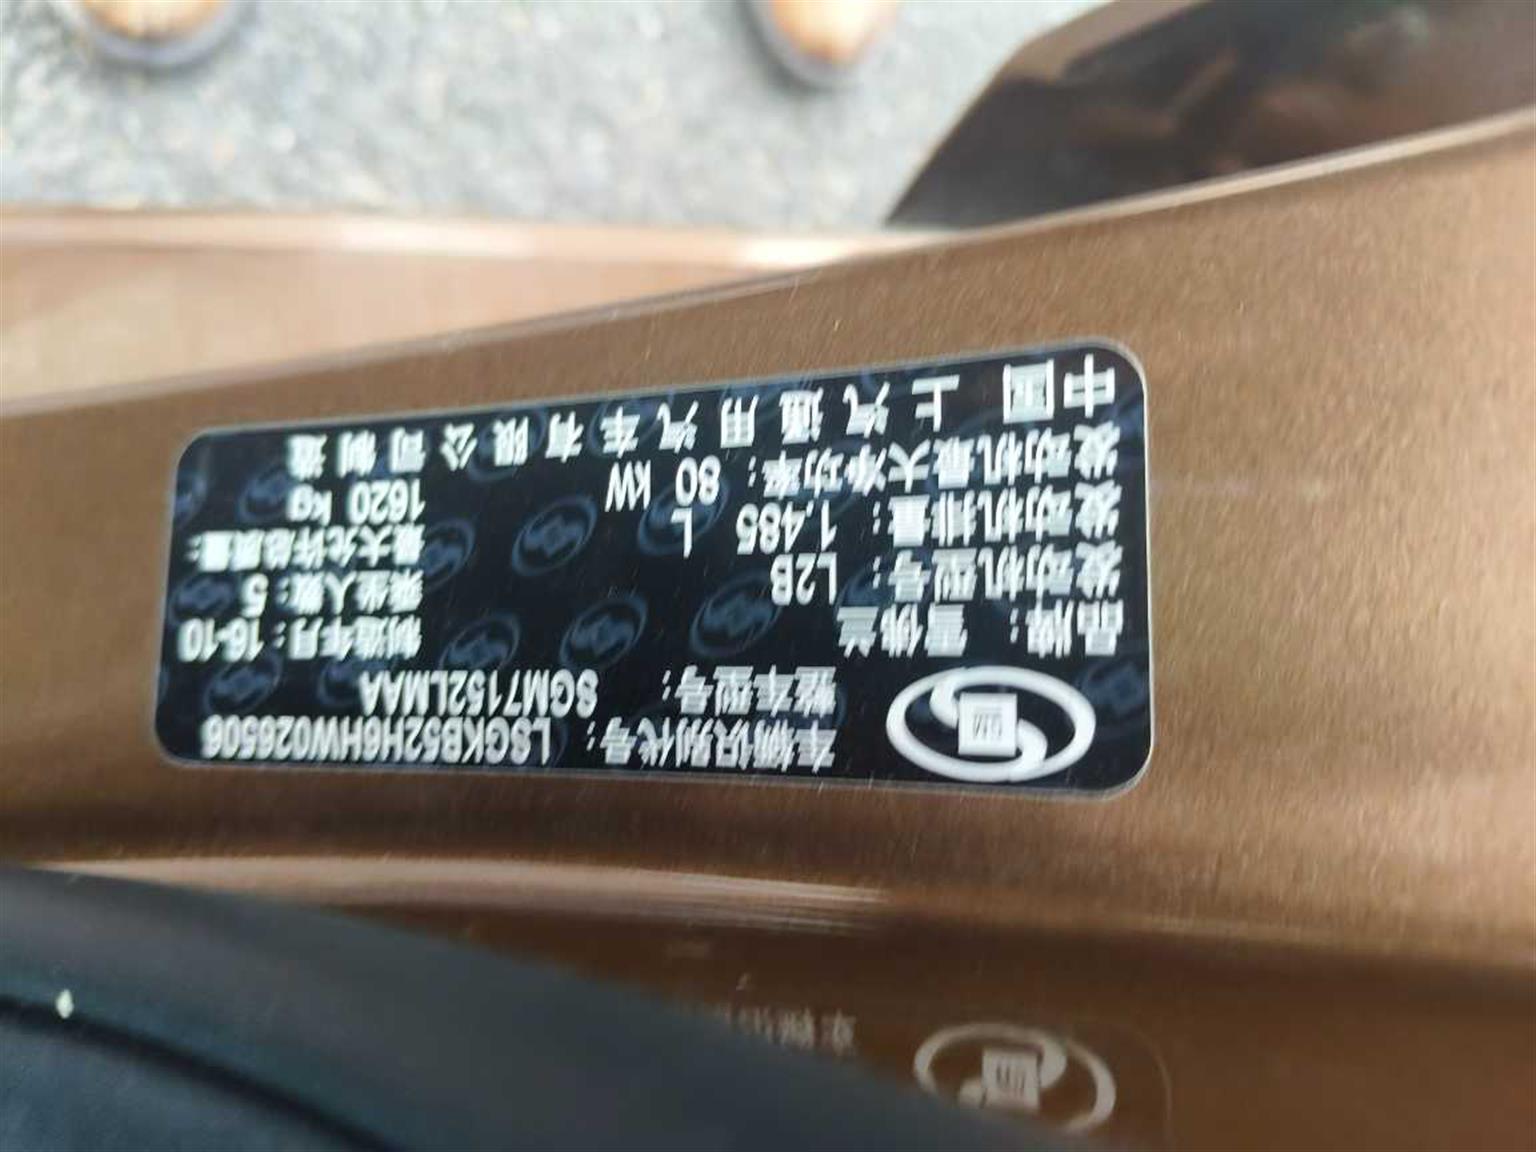 GM
车辆识别代号: LSGKB52H6HW026506
整车型号: SGM7152LMAA
品牌: 雪佛兰 制造年月: 16-10
发动机型号: L2B 乘坐人数: 5
发动机排量: 1.485 L 最大允许总质量:
发动机最大净功率: 80 kW 1620 kg
中国 上汽通用汽车有限公司制造